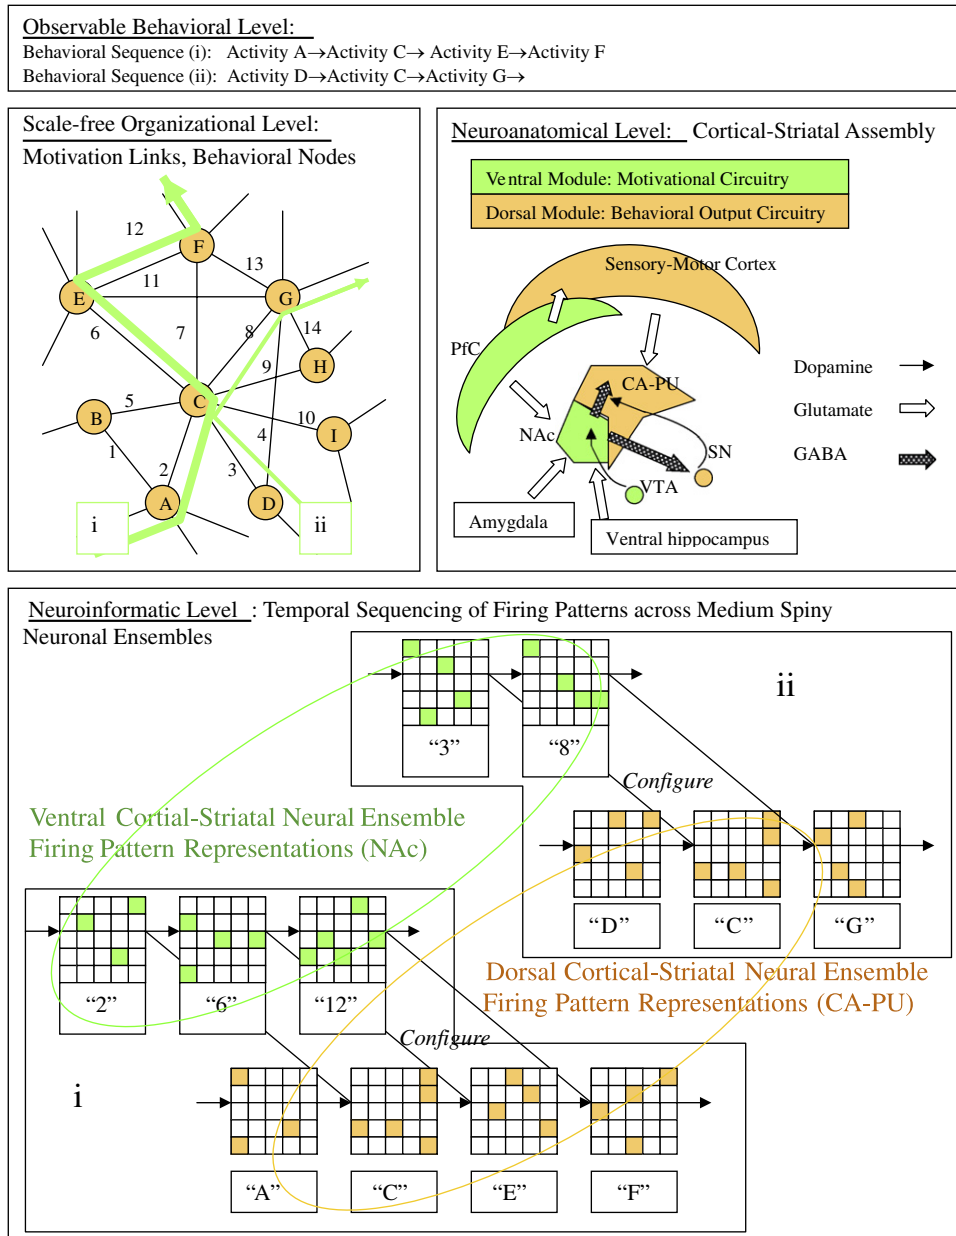 Observable Behavioral Level:
Behavioral Sequence (i): Activity A→Activity C→ Activity E→Activity F
Behavioral Sequence (ii): Activity D→Activity C→Activity G→
Scale-free Organizational Level:
Motivation Links, Behavioral Nodes
12
F
13
11
E
G
6
7
8
14
9
H
5
C
B
10
4
I
1
2
3
A
D
i
ii
Neuroanatomical Level: Cortical-Striatal Assembly
Ventral Module: Motivational Circuitry
Dorsal Module: Behavioral Output Circuitry
Sensory-Motor Cortex
PfC
CA-PU
Dopamine
Glutamate
GABA
NAc
SN
VTA
Amygdala
Ventral hippocampus
Neuroinformatic Level : Temporal Sequencing of Firing Patterns across Medium Spiny
Neuronal Ensembles
ii
“3”
“8”
Configure
Ventral Cortial-Striatal Neural Ensemble
Firing Pattern Representations (NAc)
“D”
“C”
“G”
Dorsal Cortical-Striatal Neural Ensemble
Firing Pattern Representations (CA-PU)
“2”
“6”
“12”
Configure
i
“A”
“C”
“E”
“F”